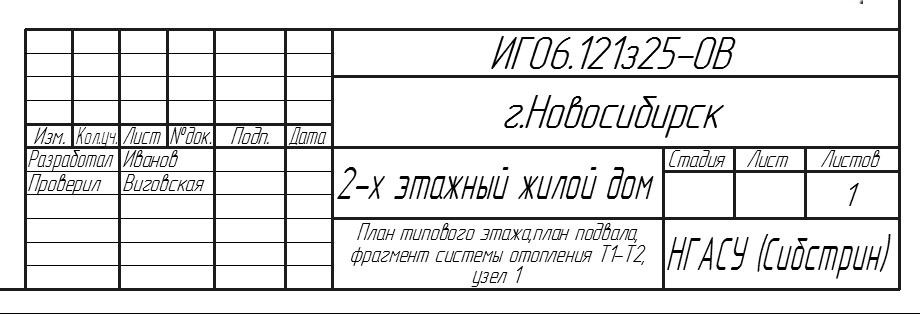 ИГО6.121з25-ОВ
г.Новосибирск
Изм. Кол.уч. Лист №док. Подп. Дата
Разработал Иванов
Проверил Виговская
2-х этажный жилой дом
Стадия Лист Листов
1
План типового этажа,план подвала,
фрагмент системы отопления Т1-Т2,
узел 1
НГАСУ (Сибстрин)